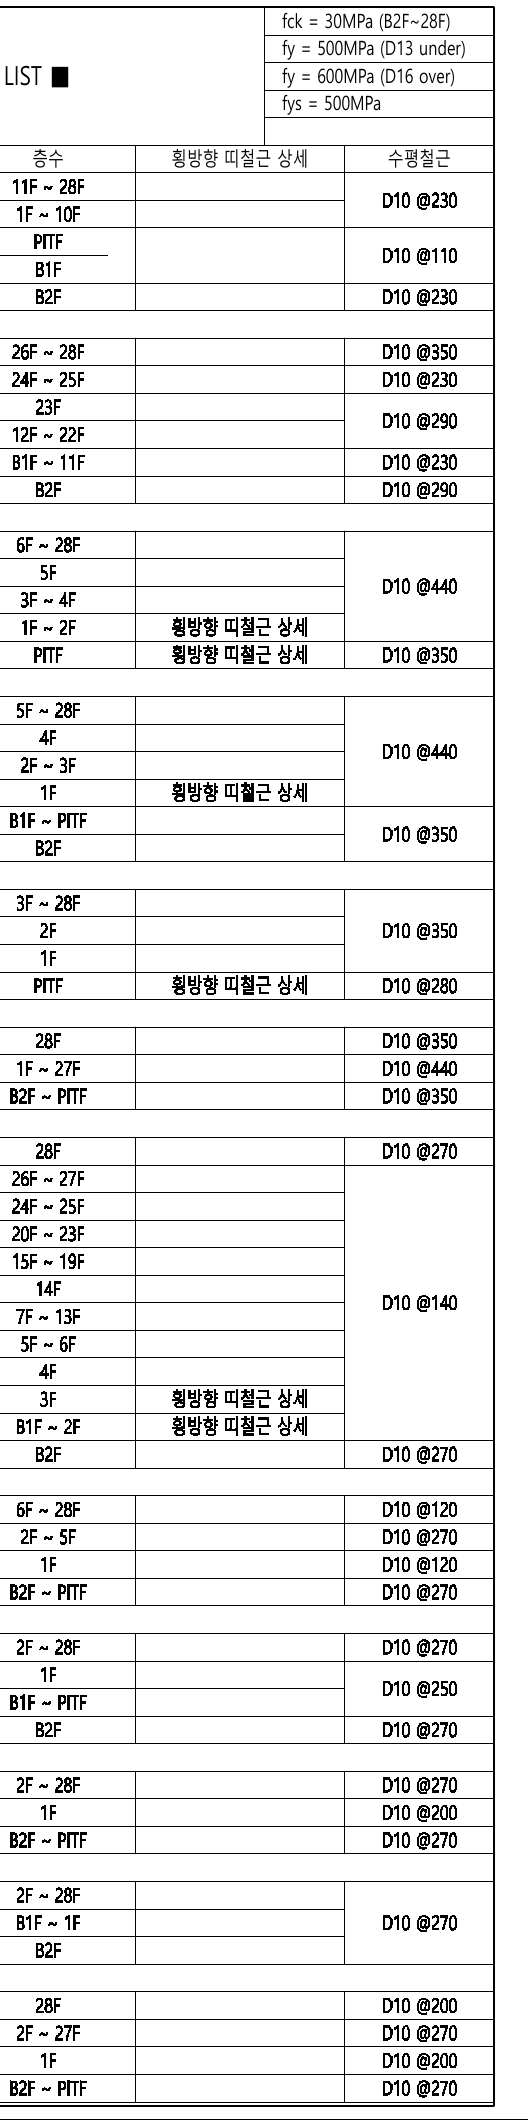 fck = 30MPa (B2F~28F)
fy = 500MPa (D13 under)
LIST ■
fy = 600MPa (D16 over)
fys = 500MPa
층수 횡방향 띠철근 상세 수평철근
11F ~ 28F
D10 @230
1F ~ 10F
PITF
D10 @110
B1F
B2F D10 @230
26F ~ 28F D10 @350
24F ~ 25F D10 @230
23F
D10 @290
12F ~ 22F
B1F ~ 11F D10 @230
B2F D10 @290
6F ~ 28F
5F
D10 @440
3F ~ 4F
1F ~ 2F 횡방향 띠철근 상세
PITF 횡방향 띠철근 상세 D10 @350
5F ~ 28F
4F
D10 @440
2F ~ 3F
1F 횡방향 띠철근 상세
B1F ~ PITF
D10 @350
B2F
3F ~ 28F
2F D10 @350
1F
PITF 횡방향 띠철근 상세 D10 @280
28F D10 @350
1F ~ 27F D10 @440
B2F ~ PITF D10 @350
28F D10 @270
26F ~ 27F
24F ~ 25F
20F ~ 23F
15F ~ 19F
14F
D10 @140
7F ~ 13F
5F ~ 6F
4F
3F 횡방향 띠철근 상세
B1F ~ 2F 횡방향 띠철근 상세
B2F D10 @270
6F ~ 28F D10 @120
2F ~ 5F D10 @270
1F D10 @120
B2F ~ PITF D10 @270
2F ~ 28F D10 @270
1F
D10 @250
B1F ~ PITF
B2F D10 @270
2F ~ 28F D10 @270
1F D10 @200
B2F ~ PITF D10 @270
2F ~ 28F
B1F ~ 1F D10 @270
B2F
28F D10 @200
2F ~ 27F D10 @270
1F D10 @200
B2F ~ PITF D10 @270